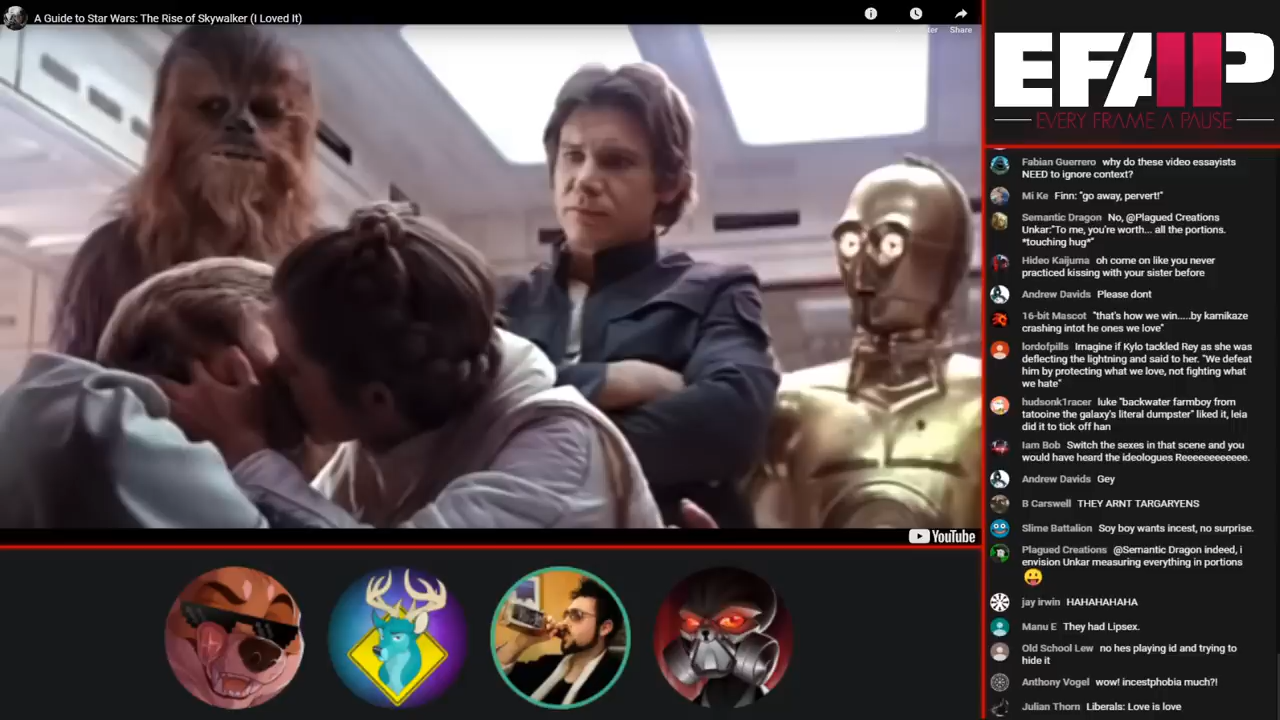 A Guide to Star Wars: The Rise of Skywalker (I Loved It)
Share
YouTube
EFAP
EVERY FRAME A PAUSE
Fabian Guerrero why do these video essayists
NEED to ignore context?
Mi Ke Finn: "go away, pervert!"
Semantic Dragon No, @Plagued Creations
Unkar:"To me, you're worth... all the portions.
*touching hug*"
Hideo Kaijuma oh come on like you never
practiced kissing with your sister before
Andrew Davids Please dont
16-bit Mascot "that's how we win.....by kamikaze
crashing intot he ones we love"
lordofpills Imagine if Kylo tackled Rey as she was
deflecting the lightning and said to her. "We defeat
him by protecting what we love, not fighting what
we hate"
hudsonk1racer luke "backwater farmboy from
tatooine the galaxy's literal dumpster" liked it, leia
did it to tick off han
Iam Bob Switch the sexes in that scene and you
would have heard the ideologues Reeeeeeeeeee.
Andrew Davids Gey
B Carswell THEY ARNT TARGARYENS
Slime Battalion Soy boy wants incest, no surprise.
Plagued Creations @Semantic Dragon indeed, i
envision Unkar measuring everything in portions
jay irwin HAHAHAHAHA
Manu E They had Lipsex.
Old School Lew no hes playing id and trying to
hide it
Anthony Vogel wow! incestphobia much?!
Julian Thorn Liberals: Love is love